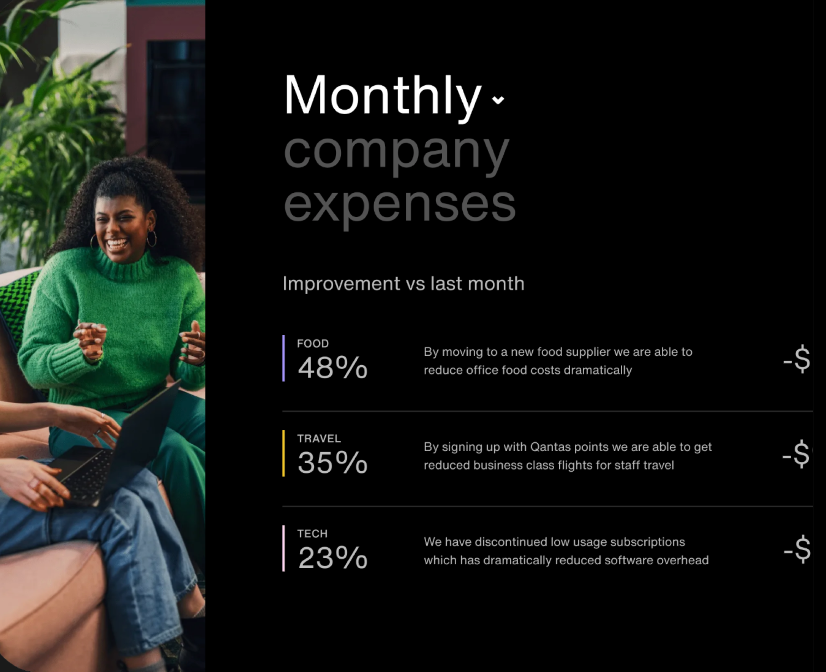 Monthly
company
expenses
Improvement vs last month
FOOD
48%
By moving to a new food supplier we are able to
reduce office food costs dramatically
-$
TRAVEL
35%
By signing up with Qantas points we are able to get
reduced business class flights for staff travel
-$
TECH
23%
We have discontinued low usage subscriptions
which has dramatically reduced software overhead
-$